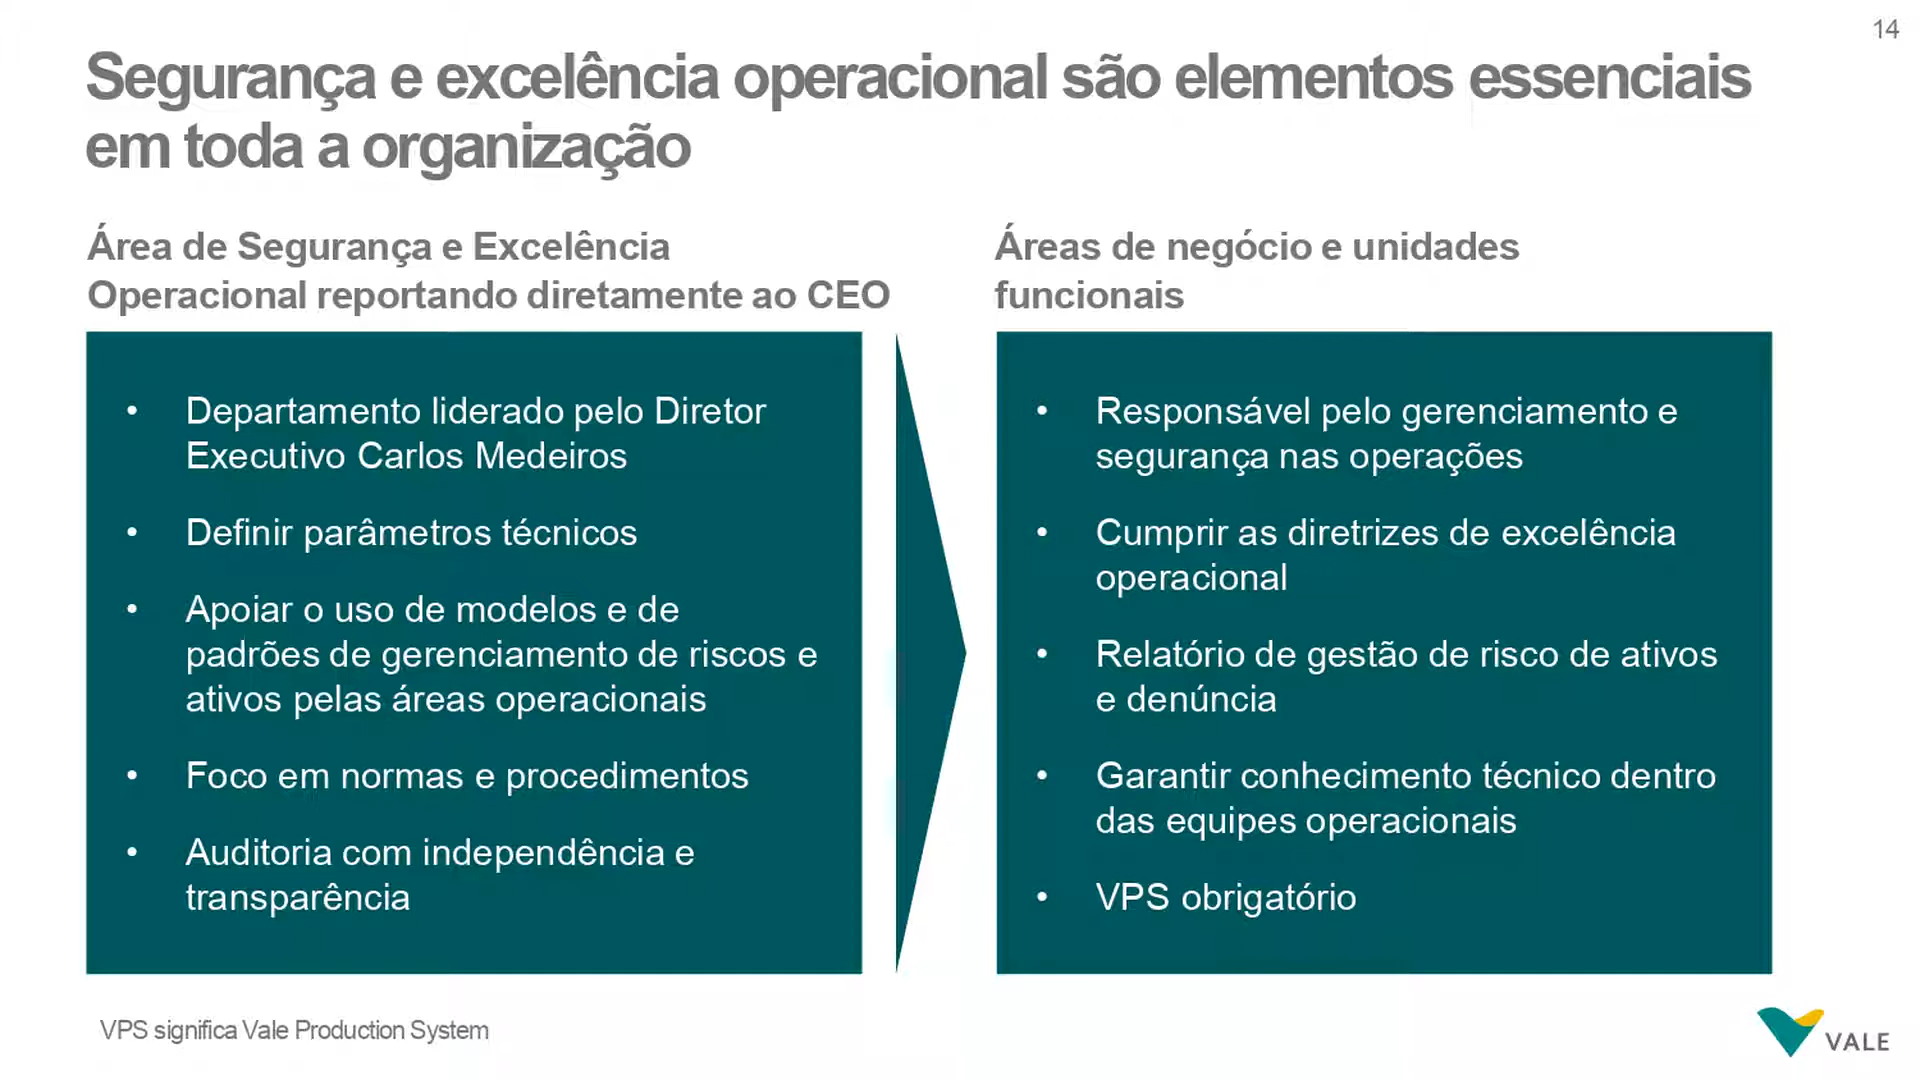 14
Segurança e excelência operacional são elementos essenciais
em toda a organização
Área de Segurança e Excelência
Operacional reportando diretamente ao CEO
• Departamento liderado pelo Diretor
Executivo Carlos Medeiros
• Definir parâmetros técnicos
• Apoiar o uso de modelos e de
padrões de gerenciamento de riscos e
ativos pelas áreas operacionais
• Foco em normas e procedimentos
• Auditoria com independência e
transparência
Áreas de negócio e unidades
funcionais
• Responsável pelo gerenciamento e
segurança nas operações
• Cumprir as diretrizes de excelência
operacional
• Relatório de gestão de risco de ativos
e denúncia
• Garantir conhecimento técnico dentro
das equipes operacionais
• VPS obrigatório
VPS significa Vale Production System
VALE